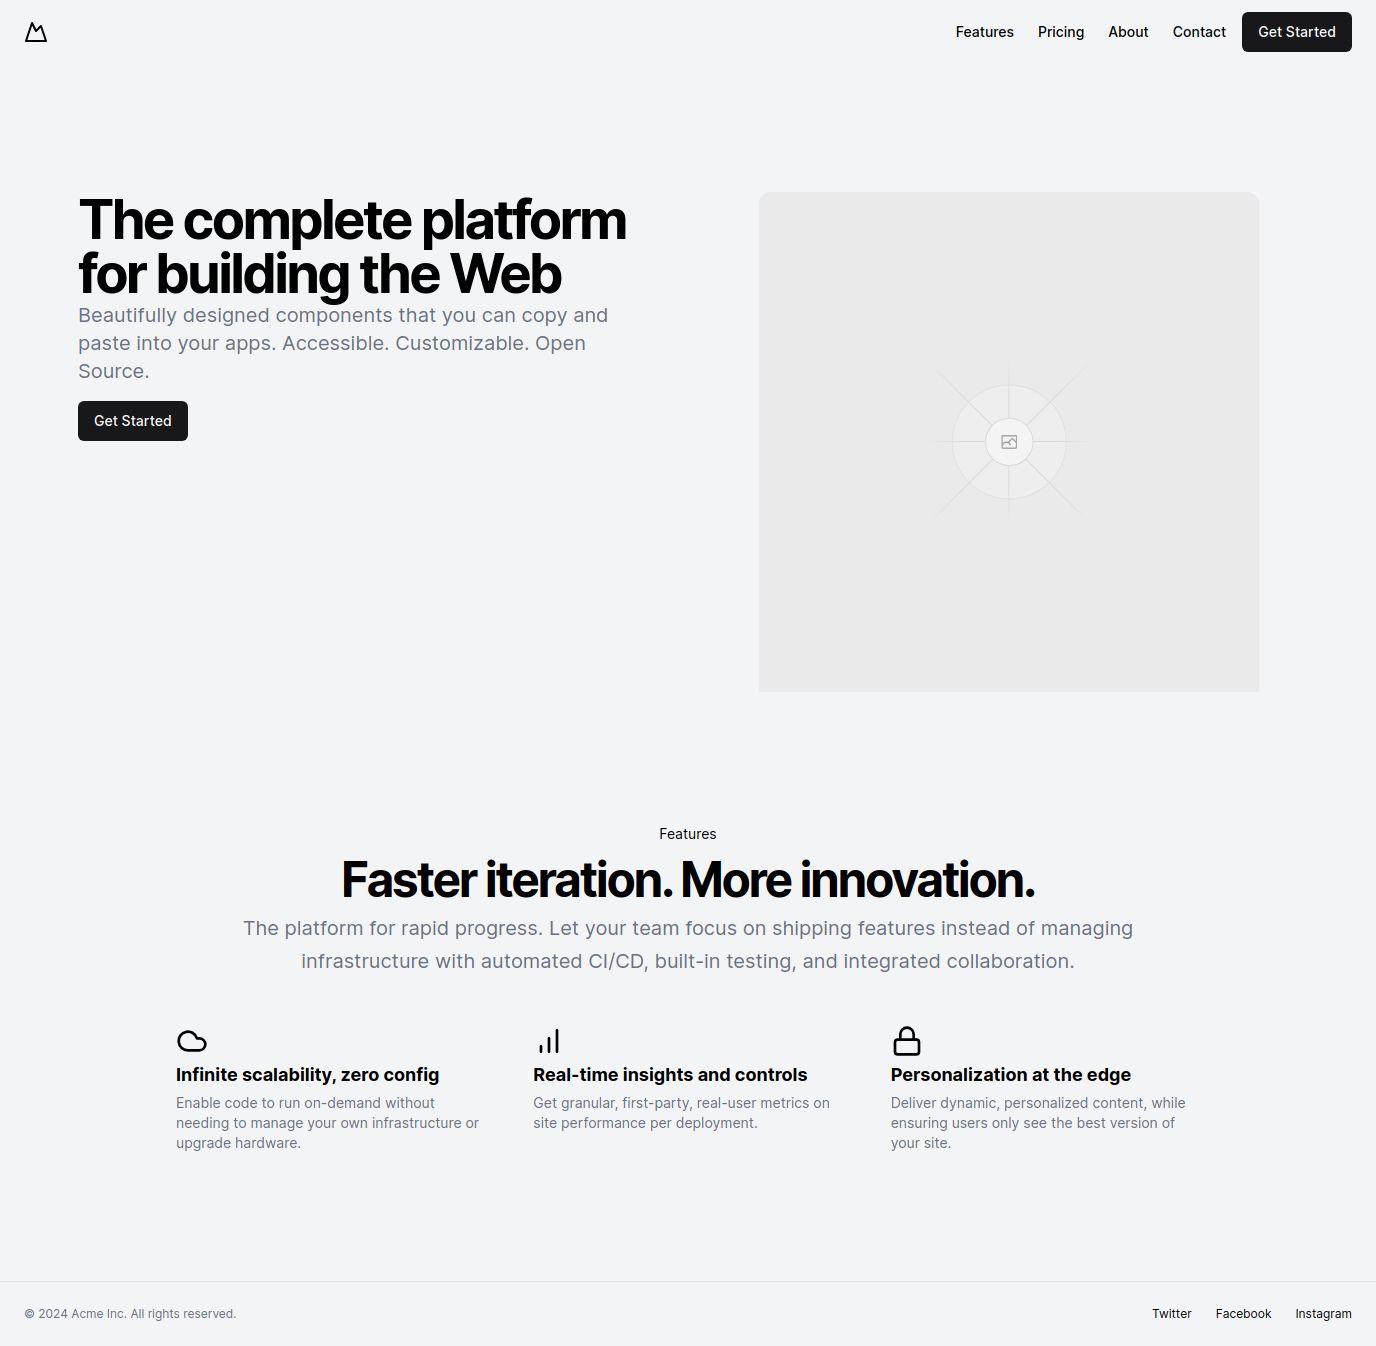 Features
Pricing
About
Contact
Get Started
The complete platform
for building the Web
Beautifully designed components that you can copy and
paste into your apps. Accessible. Customizable. Open
Source.
Get Started
Features
Faster iteration. More innovation.
The platform for rapid progress. Let your team focus on shipping features instead of managing
infrastructure with automated CI/CD, built-in testing, and integrated collaboration.
Infinite scalability, zero config
Enable code to run on-demand without
needing to manage your own infrastructure or
upgrade hardware.
Real-time insights and controls
Get granular, first-party, real-user metrics on
site performance per deployment.
Personalization at the edge
Deliver dynamic, personalized content, while
ensuring users only see the best version of
your site.
© 2024 Acme Inc. All rights reserved.
Twitter
Facebook
Instagram